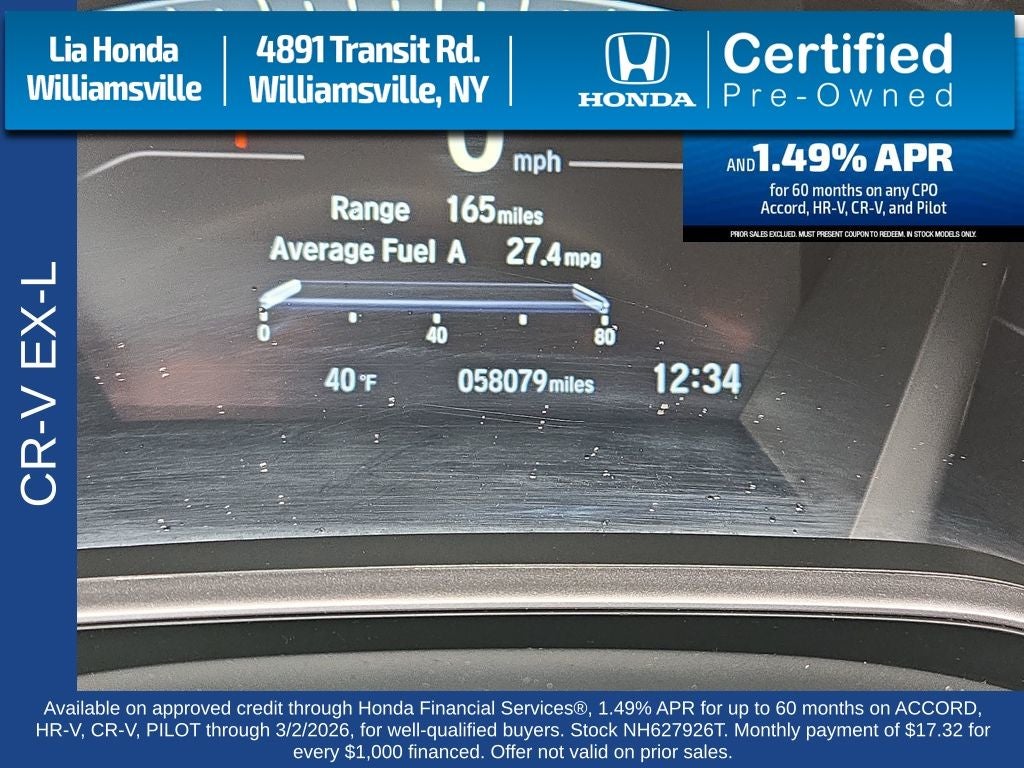 Lia Honda
Williamsville
4891 Transit Rd.
Williamsville, NY
HONDA
Certified
Pre-Owned
AND 1.49% APR
for 60 months on any CPO
Accord, HR-V, CR-V, and Pilot
PRIOR SALES EXCLUED. MUST PRESENT COUPON TO REDEEM. IN STOCK MODELS ONLY.
CR-V EX-L
0 mph
Range 165 miles
Average Fuel A 27.4 mpg
0 40 80
40 °F 058079 miles 12:34
Available on approved credit through Honda Financial Services®, 1.49% APR for up to 60 months on ACCORD,
HR-V, CR-V, PILOT through 3/2/2026, for well-qualified buyers. Stock NH627926T. Monthly payment of $17.32 for
every $1,000 financed. Offer not valid on prior sales.